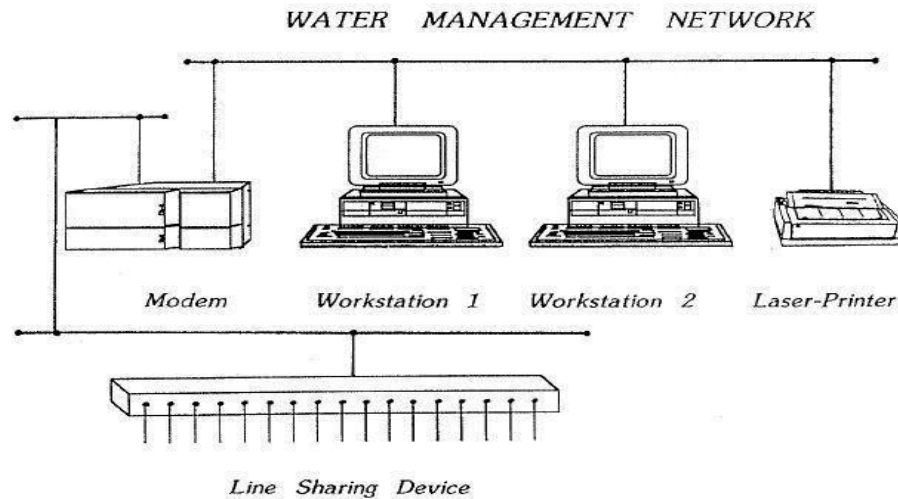 WATER MANAGEMENT NETWORK
Modem Workstation 1 Workstation 2 Laser-Printer
Line Sharing Device